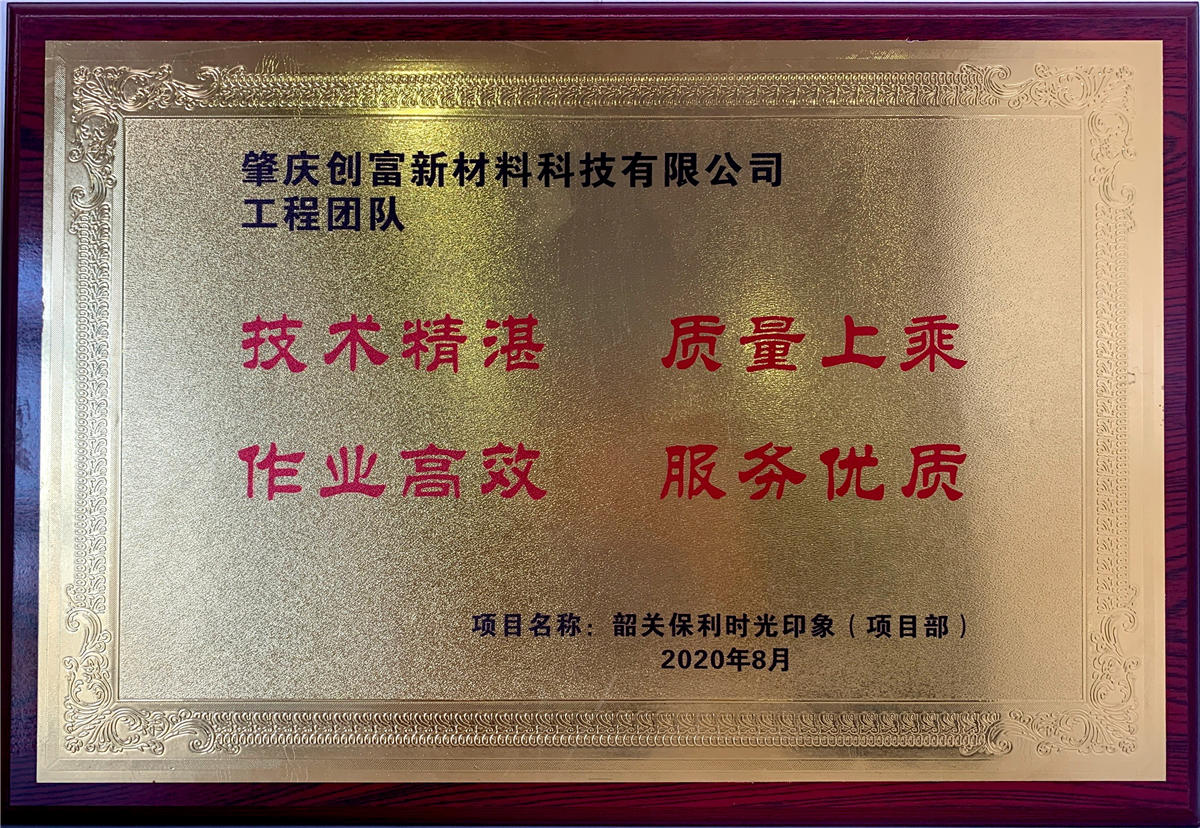 肇庆创富新材料科技有限公司
工程团队
技术精湛 质量上乘
作业高效 服务优质
项目名称：韶关保利时光印象（项目部）
2020年8月